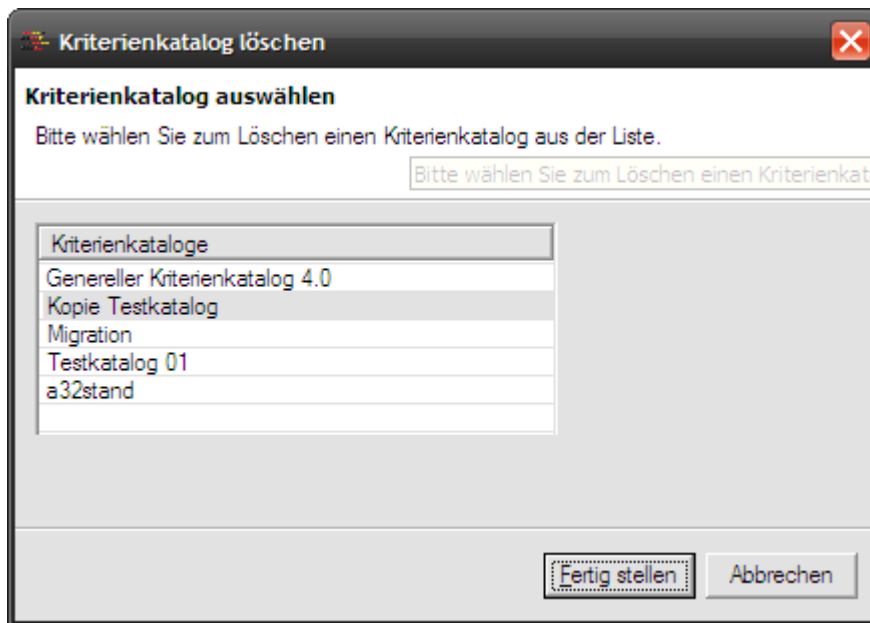 Kriterienkatalog löschen
Kriterienkatalog auswählen
Bitte wählen Sie zum Löschen einen Kriterienkatalog aus der Liste.
Bitte wählen Sie zum Löschen einen Kriterienkat
Kriterienkataloge
Genereller Kriterienkatalog 4.0
Kopie Testkatalog
Migration
Testkatalog 01
a32stand
Fertig stellen
Abbrechen